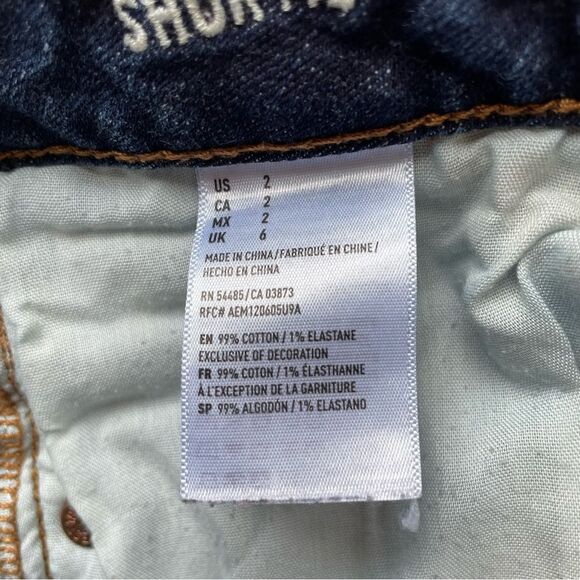 US 2
CA 2
MX 2
UK 6
MADE IN CHINA/FABRIQUÉ EN CHINE/
HECHO EN CHINA
RN 54485/CA 03873
RFC# AEM120605U9A
EN 99% COTTON/1% ELASTANE
EXCLUSIVE OF DECORATION
FR 99% COTON/1% ÉLASTHANNE
À L'EXCEPTION DE LA GARNITURE
SP 99% ALGODÓN/1% ELASTANO